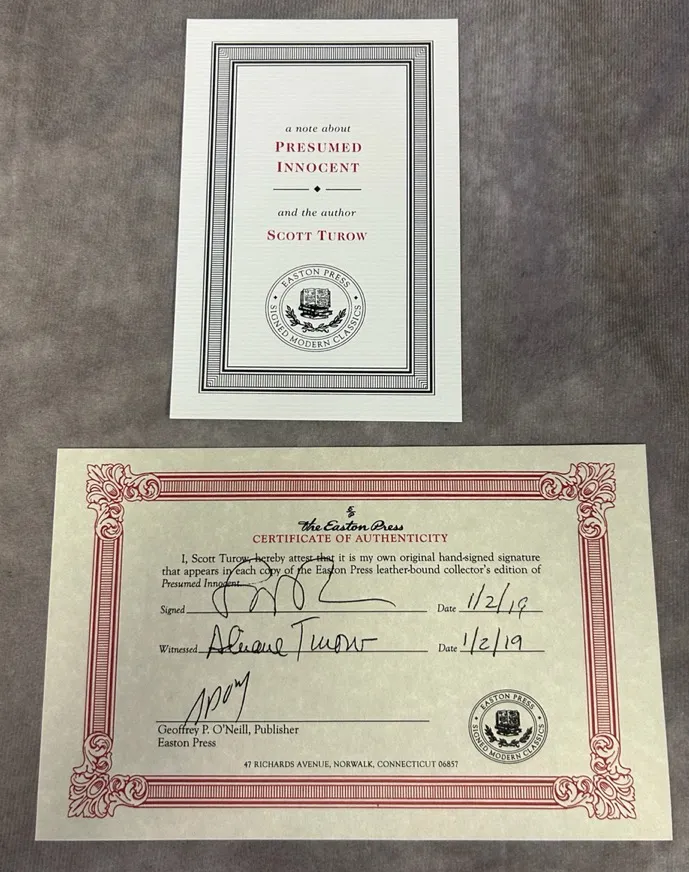 a note about
PRESUMED
INNOCENT
and the author
SCOTT TUROW
EASTON PRESS
SIGNED MODERN CLASSICS
The Easton Press
CERTIFICATE OF AUTHENTICITY
I, Scott Turow, hereby attest that it is my own original hand-signed signature
that appears in each copy of the Easton Press leather-bound collector's edition of
Presumed Innocent.
Signed Date 1/2/19
Witnessed Turow Date 1/2/19
Geoffrey P. O'Neill, Publisher
Easton Press
EASTON PRESS
SIGNED MODERN CLASSICS
47 RICHARDS AVENUE, NORWALK, CONNECTICUT 06857